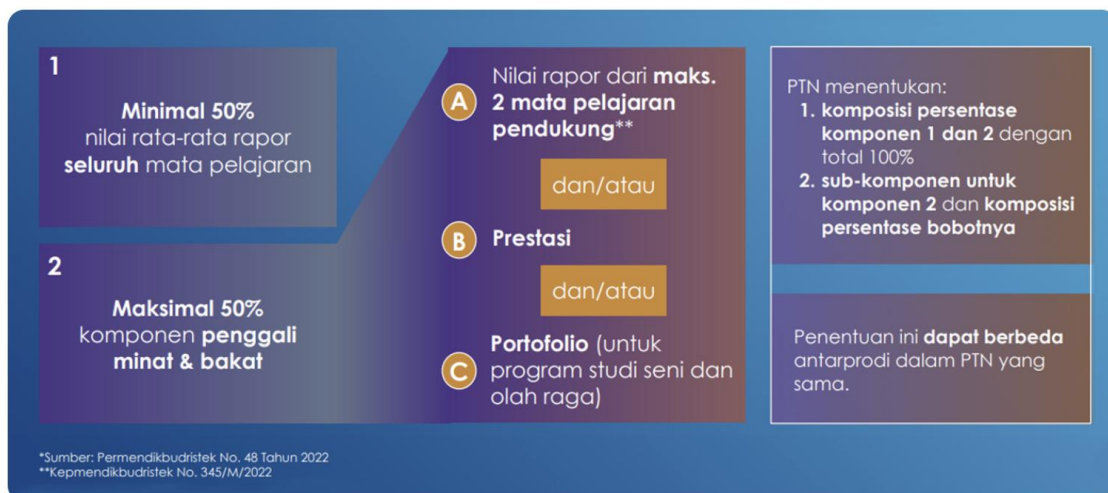 1
Minimal 50%
nilai rata-rata rapor
seluruh mata pelajaran
2
Maksimal 50%
komponen penggali
minat & bakat
A
Nilai rapor dari maks.
2 mata pelajaran
pendukung**
dan/atau
B
Prestasi
dan/atau
C
Portofolio (untuk
program studi seni dan
olah raga)
PTN menentukan:
1. komposisi persentase
komponen 1 dan 2 dengan
total 100%
2. sub-komponen untuk
komponen 2 dan komposisi
persentase bobotnya
Penentuan ini dapat berbeda
antarprodi dalam PTN yang
sama.
*Sumber: Permendikbudristek No. 48 Tahun 2022
**Kepmendikbudristek No. 345/M/2022